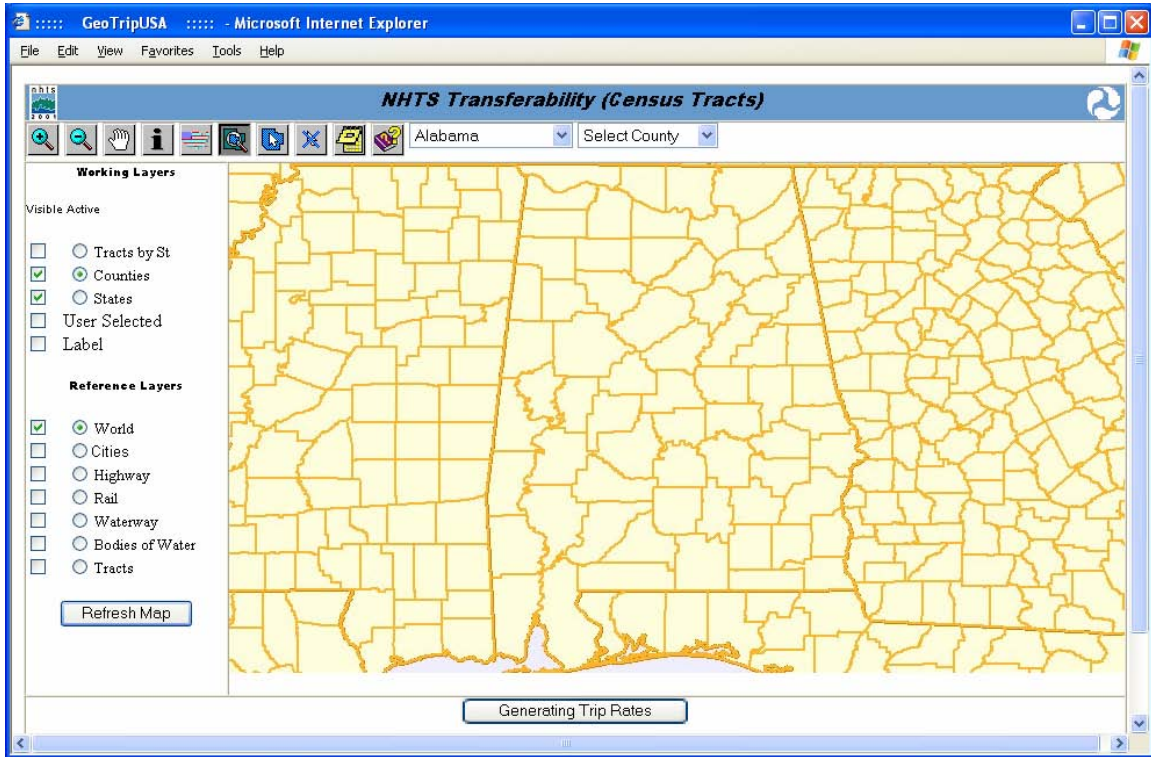 ::::: GeoTripUSA ::::: - Microsoft Internet Explorer
File Edit View Favorites Tools Help
nhts
2001
NHTS Transferability (Census Tracts)
Alabama Select County
Working Layers
Visible Active
Tracts by St
Counties
States
User Selected
Label
Reference Layers
World
Cities
Highway
Rail
Waterway
Bodies of Water
Tracts
Refresh Map
Generating Trip Rates